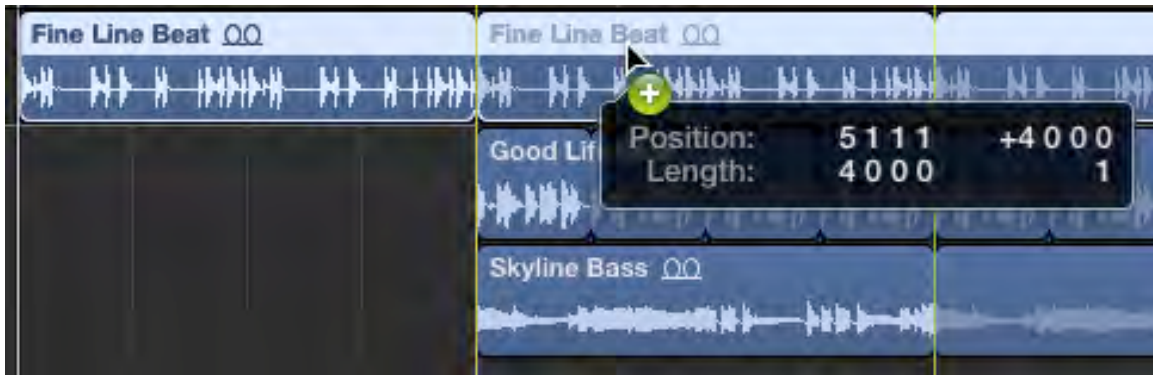 Fine Line Beat
Fine Line Beat
Good Lif
Position: 5 1 1 1 +4 0 0 0
Length: 4 0 0 0 1
Skyline Bass